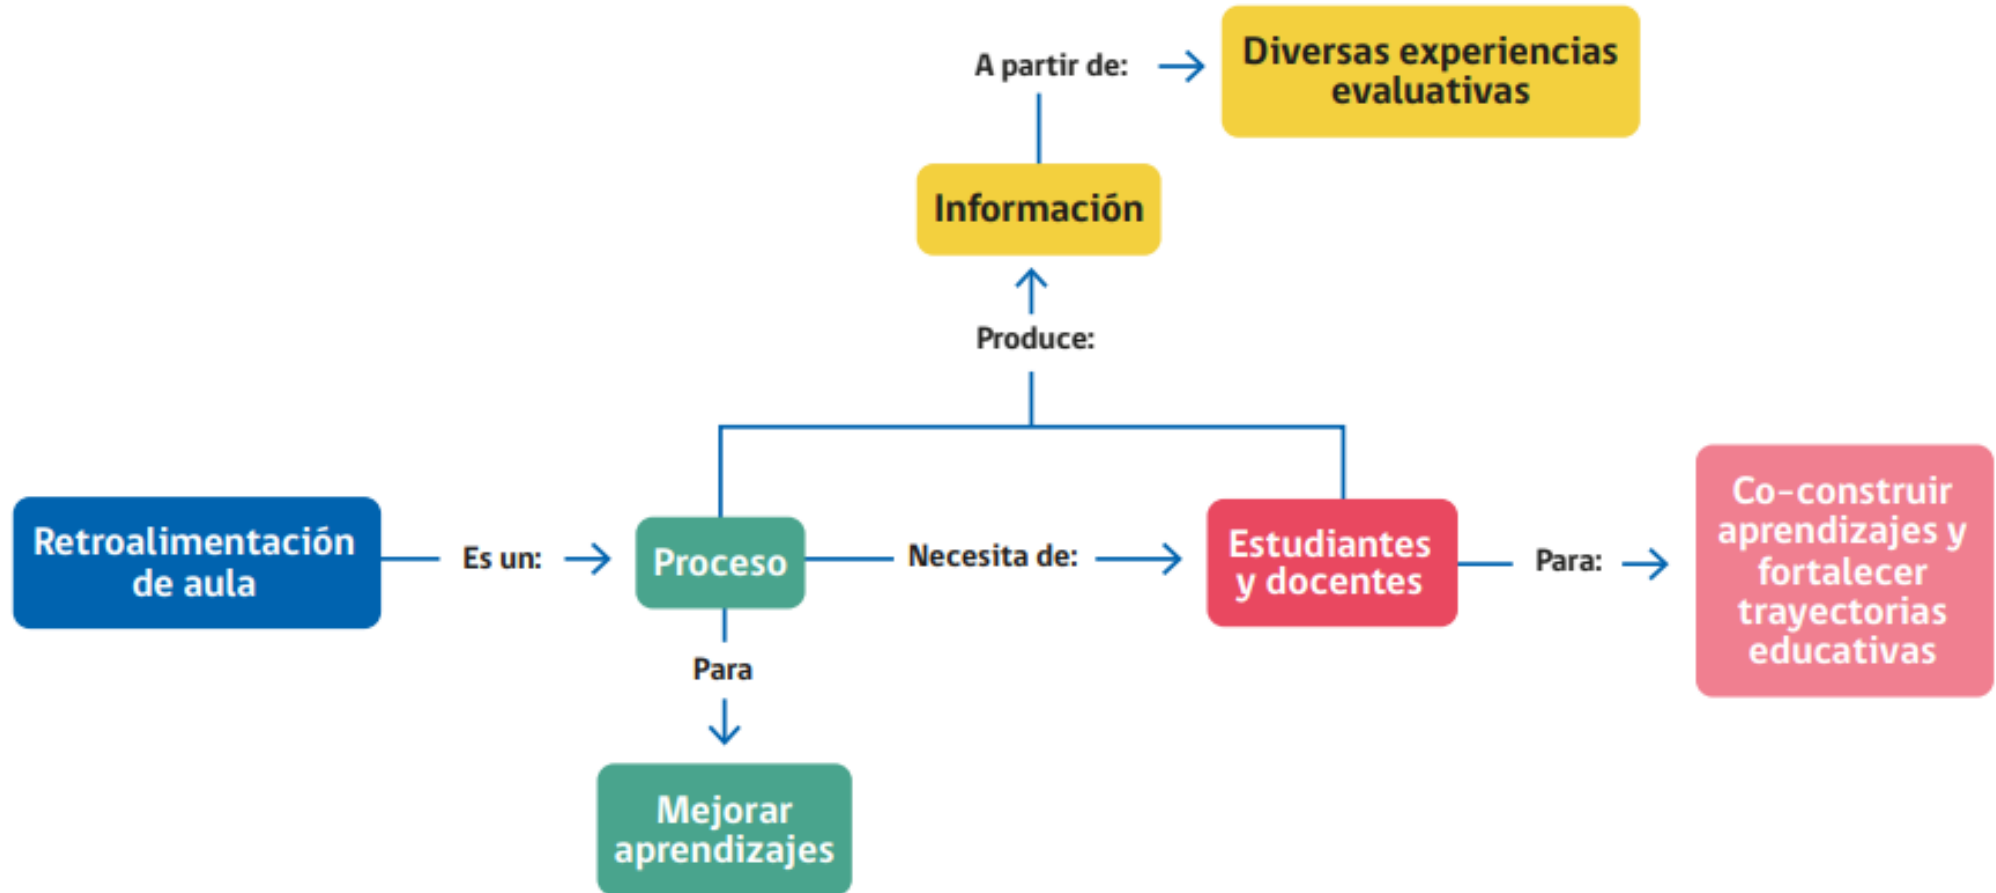 A partir de:
Diversas experiencias
evaluativas
Información
Produce:
Retroalimentación
de aula
Es un:
Proceso
Necesita de:
Estudiantes
y docentes
Para:
Co-construir
aprendizajes y
fortalecer
trayectorias
educativas
Para
Mejorar
aprendizajes